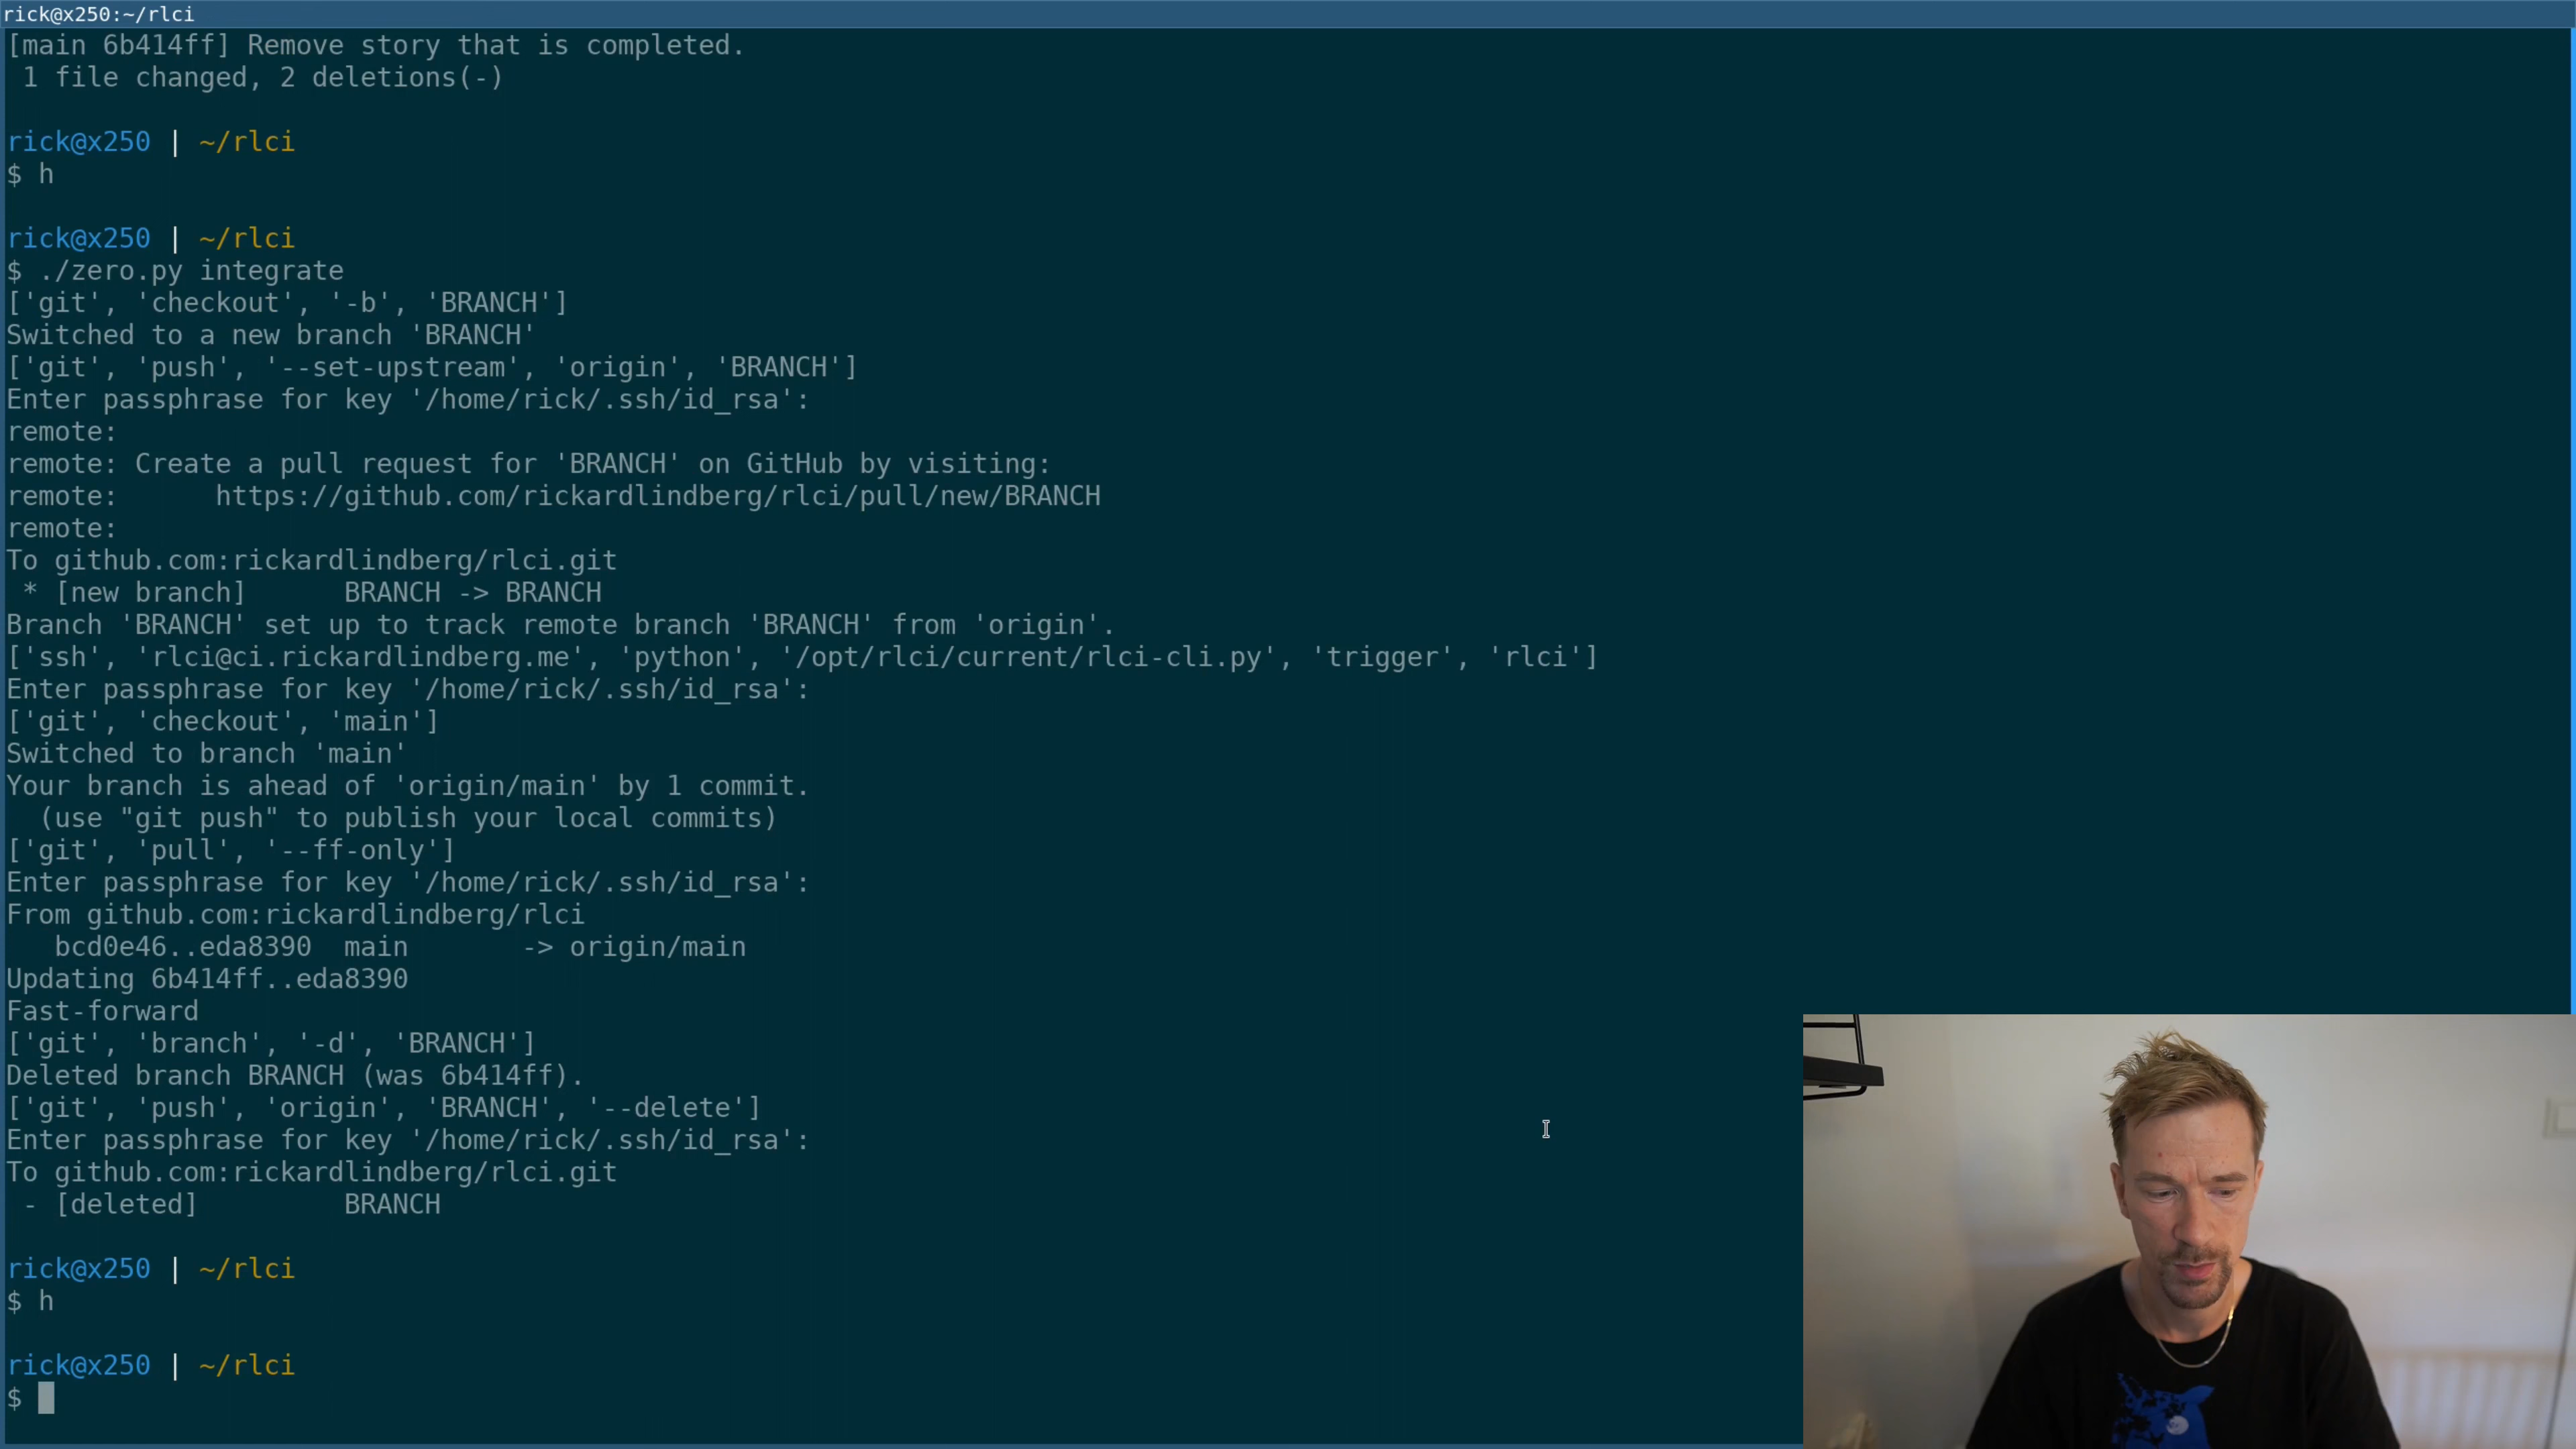 rick@x250:~/rlci
[main 6b414ff] Remove story that is completed.
 1 file changed, 2 deletions(-)
rick@x250 | ~/rlci
$ h
rick@x250 | ~/rlci
$ ./zero.py integrate
['git', 'checkout', '-b', 'BRANCH']
Switched to a new branch 'BRANCH'
['git', 'push', '--set-upstream', 'origin', 'BRANCH']
Enter passphrase for key '/home/rick/.ssh/id_rsa':
remote:
remote: Create a pull request for 'BRANCH' on GitHub by visiting:
remote:      https://github.com/rickardlindberg/rlci/pull/new/BRANCH
remote:
To github.com:rickardlindberg/rlci.git
 * [new branch]      BRANCH -> BRANCH
Branch 'BRANCH' set up to track remote branch 'BRANCH' from 'origin'.
['ssh', 'rlci@ci.rickardlindberg.me', 'python', '/opt/rlci/current/rlci-cli.py', 'trigger', 'rlci']
Enter passphrase for key '/home/rick/.ssh/id_rsa':
['git', 'checkout', 'main']
Switched to branch 'main'
Your branch is ahead of 'origin/main' by 1 commit.
  (use "git push" to publish your local commits)
['git', 'pull', '--ff-only']
Enter passphrase for key '/home/rick/.ssh/id_rsa':
From github.com:rickardlindberg/rlci
   bcd0e46..eda8390  main       -> origin/main
Updating 6b414ff..eda8390
Fast-forward
['git', 'branch', '-d', 'BRANCH']
Deleted branch BRANCH (was 6b414ff).
['git', 'push', 'origin', 'BRANCH', '--delete']
Enter passphrase for key '/home/rick/.ssh/id_rsa':
To github.com:rickardlindberg/rlci.git
 - [deleted]         BRANCH
rick@x250 | ~/rlci
$ h
rick@x250 | ~/rlci
$